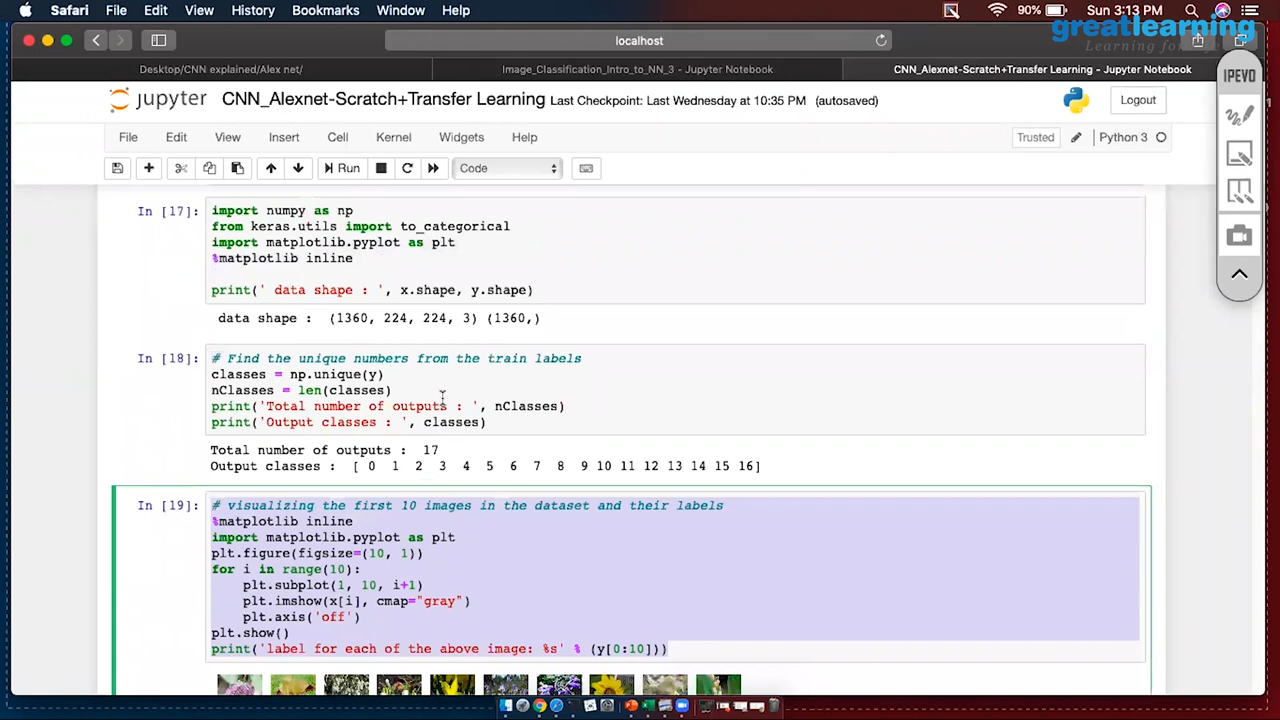 Safari File Edit View History Bookmarks Window Help 90% Sun 3:13 PM
greatlearning
localhost
Desktop/CNN explained/Alex net/ Image_Classification_Intro_to_NN_3 - Jupyter Notebook CNN_Alexnet-Scratch+Transfer Learning - Jupyter Notebook
IPEVO
jupyter CNN_Alexnet-Scratch+Transfer Learning Last Checkpoint: Last Wednesday at 10:35 PM (autosaved) Logout
File Edit View Insert Cell Kernel Widgets Help Trusted Python 3
Run Code
In [17]: import numpy as np
from keras.utils import to_categorical
import matplotlib.pyplot as plt
%matplotlib inline
print(' data shape : ', x.shape, y.shape)
data shape : (1360, 224, 224, 3) (1360,)
In [18]: # Find the unique numbers from the train labels
classes = np.unique(y)
nClasses = len(classes)
print('Total number of outputs : ', nClasses)
print('Output classes : ', classes)
Total number of outputs : 17
Output classes : [ 0 1 2 3 4 5 6 7 8 9 10 11 12 13 14 15 16]
In [19]: # visualizing the first 10 images in the dataset and their labels
%matplotlib inline
import matplotlib.pyplot as plt
plt.figure(figsize=(10, 1))
for i in range(10):
plt.subplot(1, 10, i+1)
plt.imshow(x[i], cmap="gray")
plt.axis('off')
plt.show()
print('label for each of the above image: %s' % (y[0:10]))